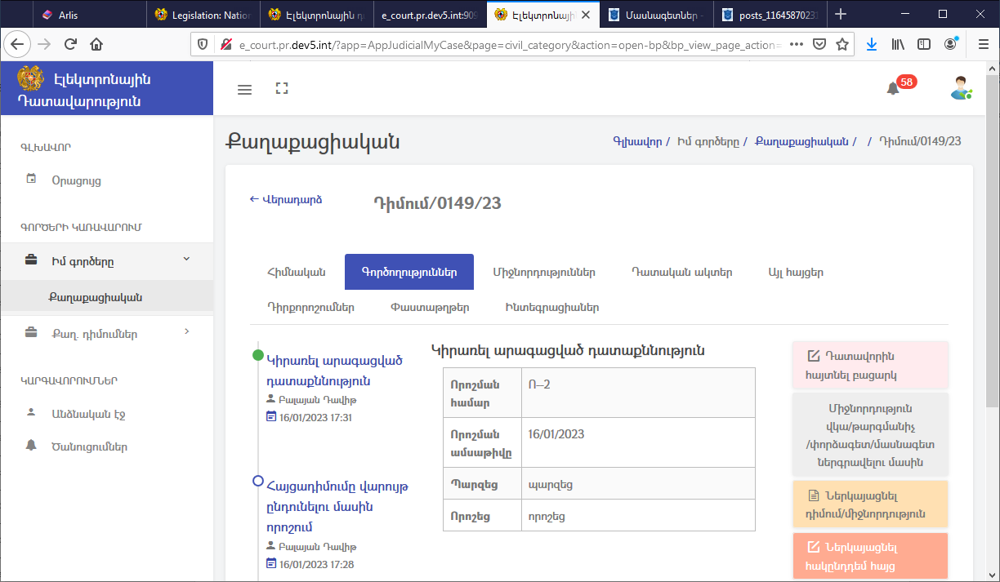 Arlis
Legislation: Nation
Էլեկտրոնային դ
e_court.pr.dev5.int:909
Էլեկտրոնային
Մասնագետներ -
posts_11645870231
e_court.pr.dev5.int/?app=AppJudicialMyCase&page=civil_category&action=open-bp&bp_view_page_action=
Էլեկտրոնային
Դատավարություն
58
ԳԼԽԱՎՈՐ
Օրացույց
ԳՈՐԾԵՐԻ ԿԱՌԱՎԱՐՈՒՄ
Իմ գործերը
Քաղաքացիական
Քաղ. դիմումներ
ԿԱՐԳԱՎՈՐՈՒՄՆԵՐ
Անձնական էջ
Ծանուցումներ
Քաղաքացիական
Գլխավոր / Իմ գործերը / Քաղաքացիական / / Դիմում/0149/23
← Վերադարձ
Դիմում/0149/23
Հիմնական
Գործողություններ
Միջնորդություններ
Դատական ակտեր
Այլ հայցեր
Դիրքորոշումներ
Փաստաթղթեր
Ինտեգրացիաներ
Կիրառել արագացված
դատաքննություն
Բալայան Դավիթ
16/01/2023 17:31
Հայցադիմումը վարույթ
ընդունելու մասին
որոշում
Բալայան Դավիթ
16/01/2023 17:28
Կիրառել արագացված դատաքննություն
Որոշման
համար
Ո–2
Որոշման
ամսաթիվը
16/01/2023
Պարզեց
պարզեց
Որոշեց
որոշեց
Դատավորին
հայտնել բացարկ
Միջնորդություն
վկա/թարգմանիչ
/փորձագետ/մասնագետ
ներգրավելու մասին
Ներկայացնել
դիմում/միջնորդություն
Ներկայացնել
հակընդդեմ հայց